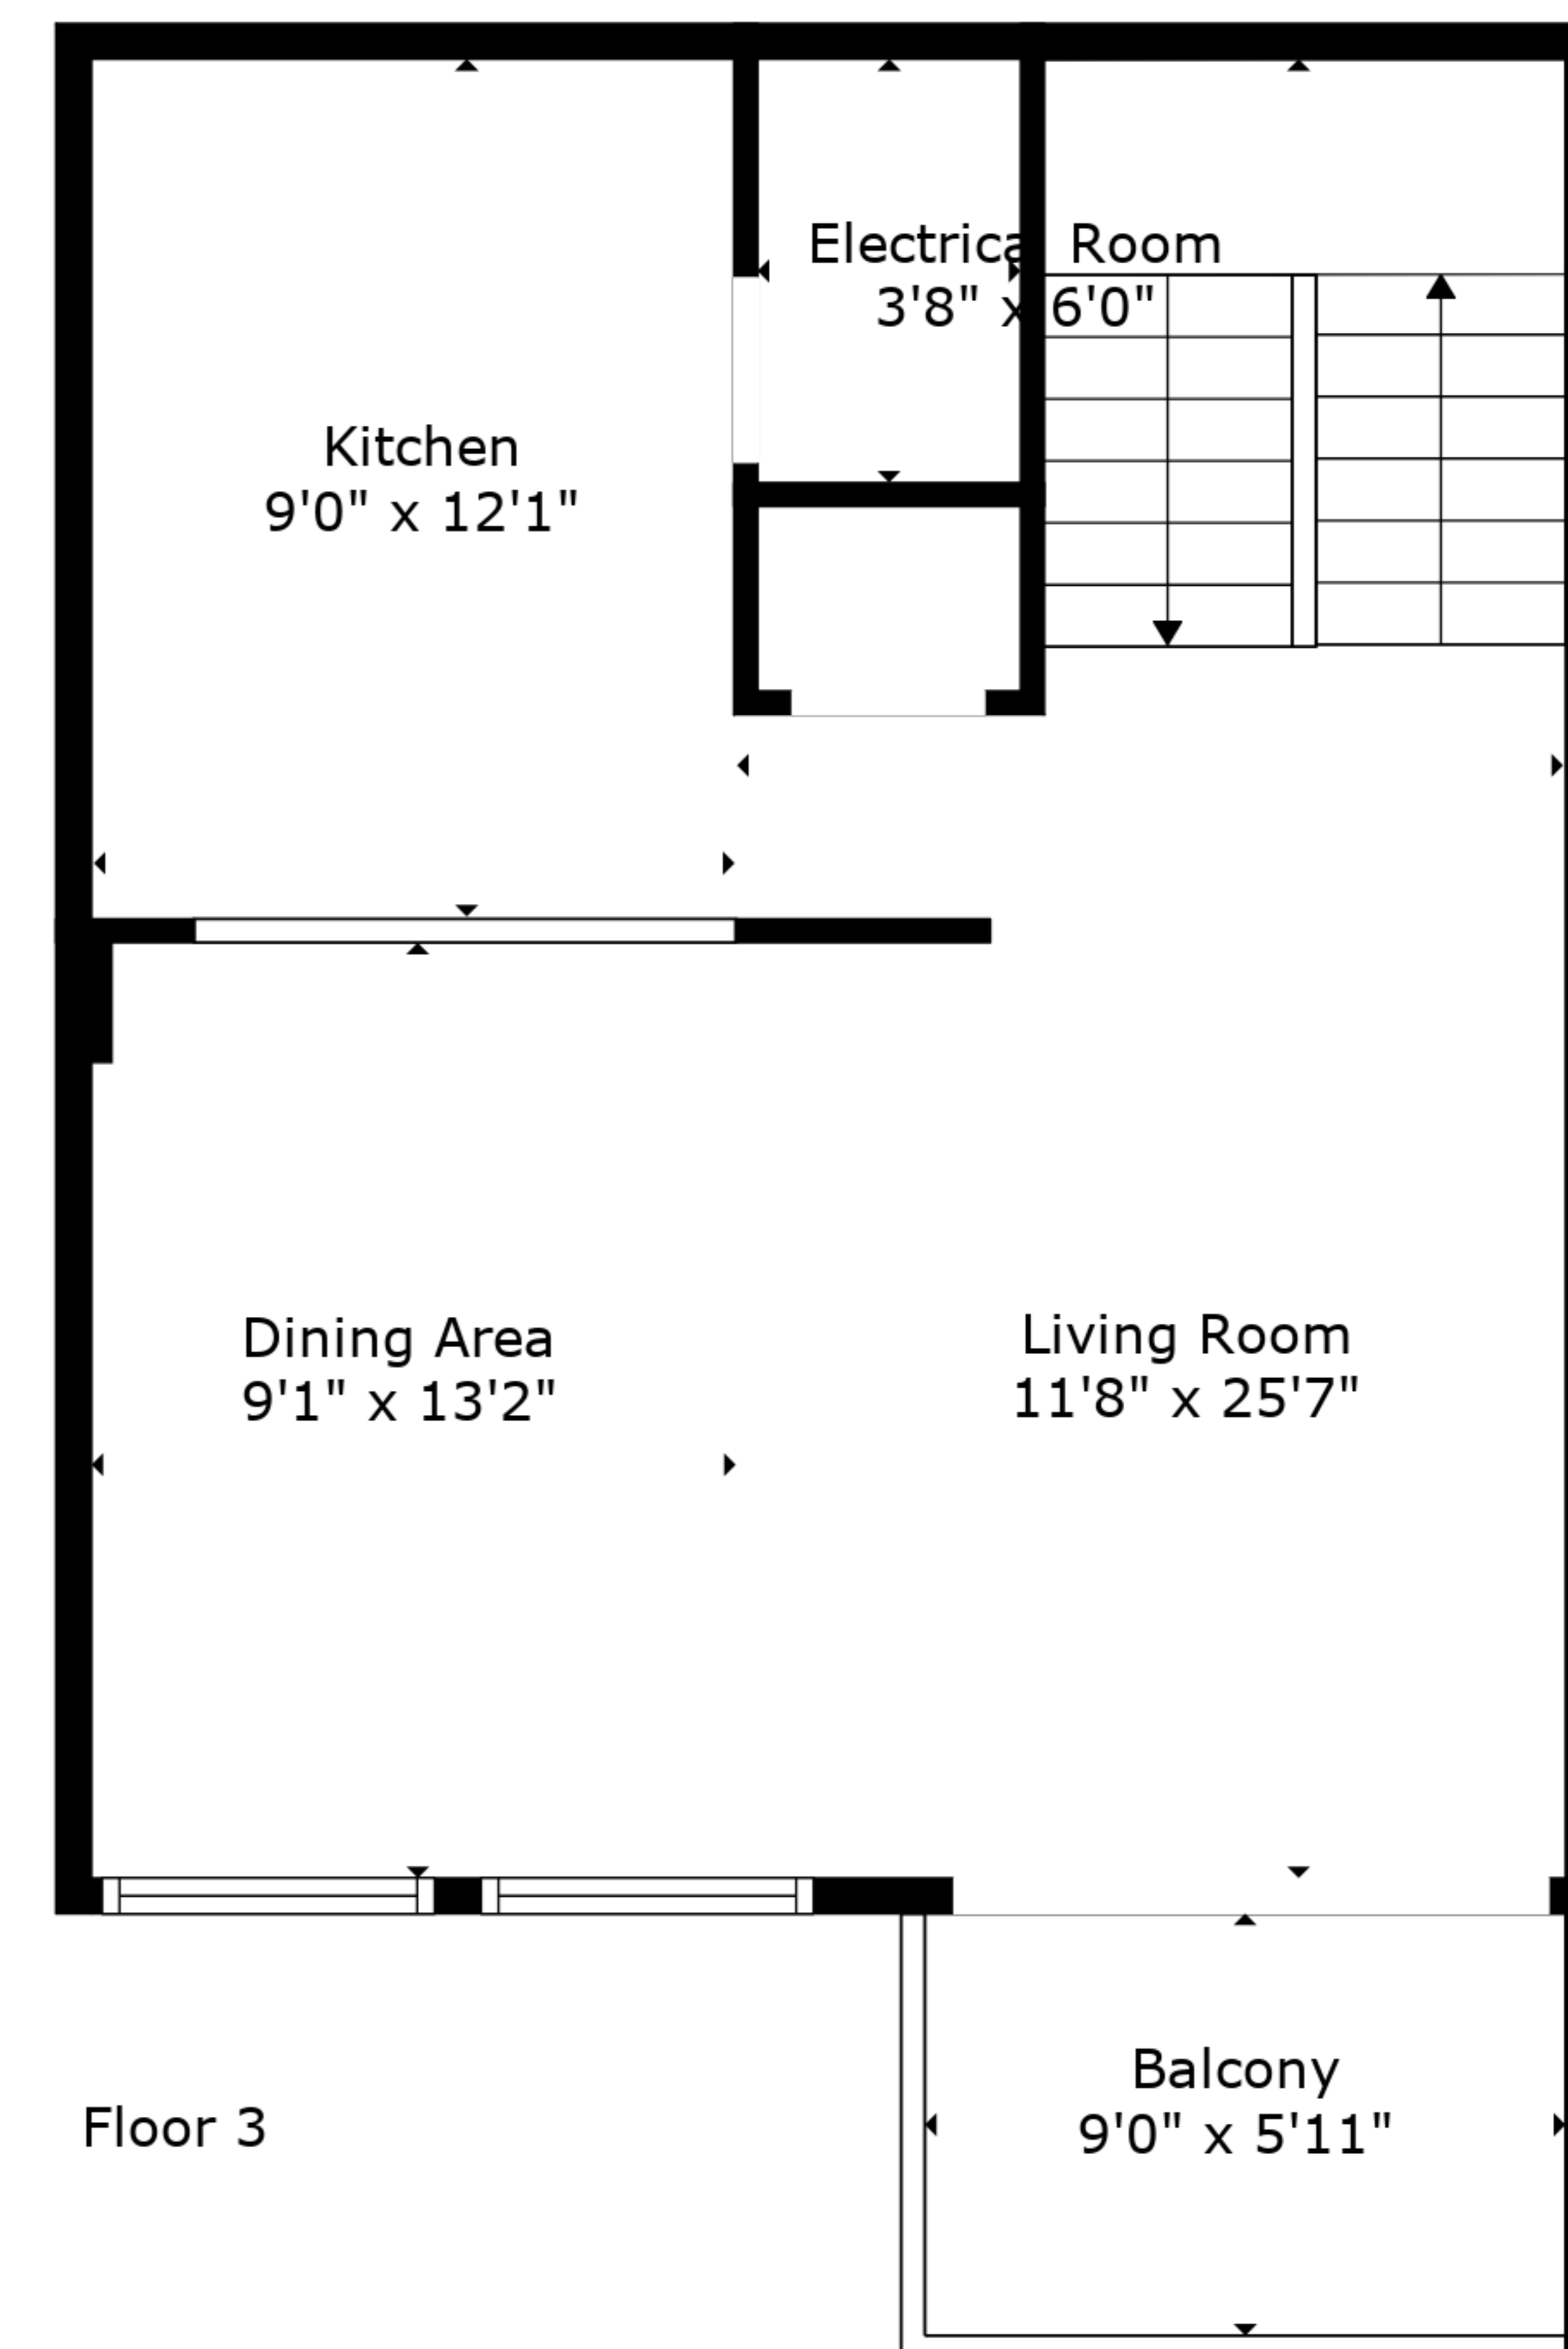 Electrica Room
3'8" x 6'0"
Kitchen
9'0" x 12'1"
Dining Area
9'1" x 13'2"
Living Room
11'8" x 25'7"
Balcony
9'0" x 5'11"
Floor 3